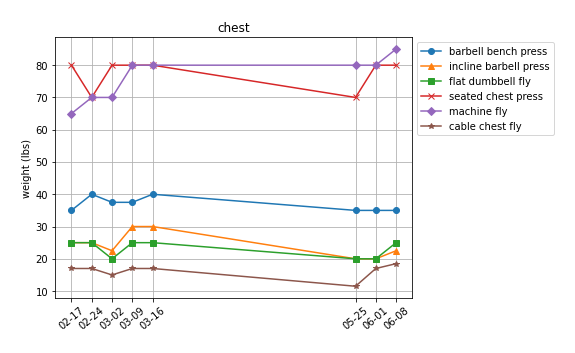 chest
barbell bench press
incline barbell press
flat dumbbell fly
seated chest press
machine fly
cable chest fly
weight (lbs)
80
70
60
50
40
30
20
10
02-17
02-24
03-02
03-09
03-16
05-25
06-01
06-08